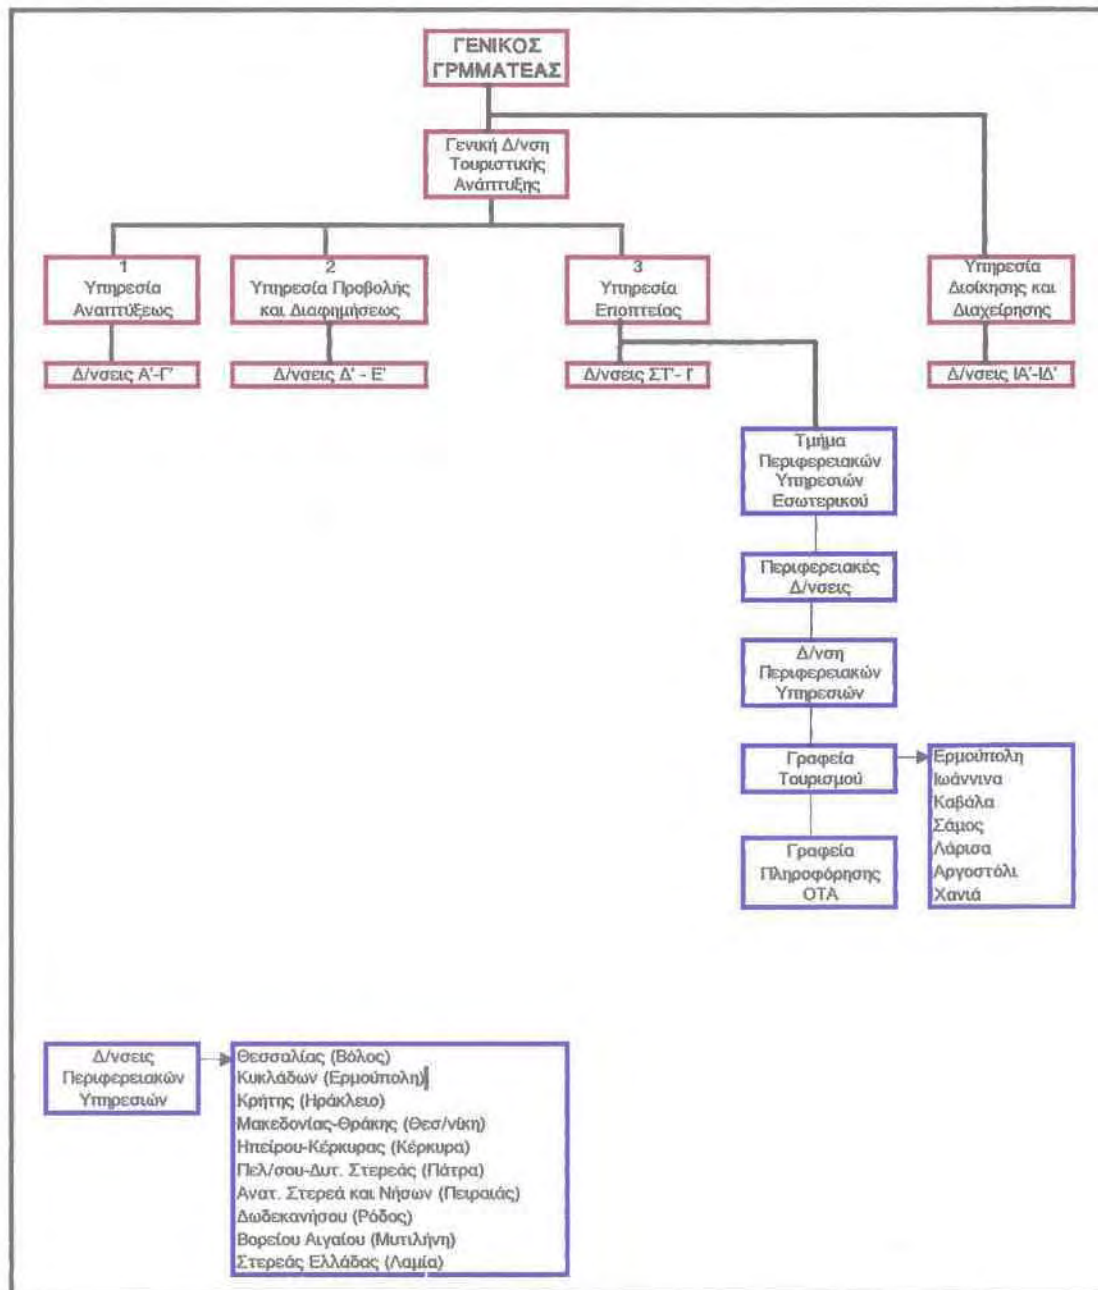 ΓΕΝΙΚΟΣ
ΓΡΜΜΑΤΕΑΣ
Γενική Δ/νση
Τουριστικής
Ανάπτυξης
1
Υπηρεσία
Αναπτύξεως
2
Υπηρεσία Προβολής
και Διαφημήσεως
3
Υπηρεσία
Εποπτείας
Υπηρεσία
Διοίκησης και
Διαχείρησης
Δ/νσεις Α'-Γ'
Δ/νσεις Δ' - Ε'
Δ/νσεις ΣΤ'- Γ
Δ/νσεις ΙΑ'-ΙΔ'
Τμήμα
Περιφερειακών
Υπηρεσιών
Εσωτερικού
Περιφερειακές
Δ/νσεις
Δ/νση
Περιφερειακών
Υπηρεσιών
Γραφεία
Τουρισμού
Ερμούπολη
Ιωάννινα
Καβάλα
Σάμος
Λάρισα
Αργοστόλι
Χανιά
Γραφεία
Πληροφόρησης
ΟΤΑ
Δ/νσεις
Περιφερειακών
Υπηρεσιών
Θεσσαλίας (Βόλος)
Κυκλάδων (Ερμούπολη)
Κρήτης (Ηράκλειο)
Μακεδονίας-Θράκης (Θεσ/νίκη)
Ηπείρου-Κέρκυρας (Κέρκυρα)
Πελ/σου-Δυτ. Στερεάς (Πάτρα)
Ανατ. Στερεά και Νήσων (Πειραιάς)
Δωδεκανήσου (Ρόδος)
Βορείου Αιγαίου (Μυτιλήνη)
Στερεάς Ελλάδας (Λαμία)